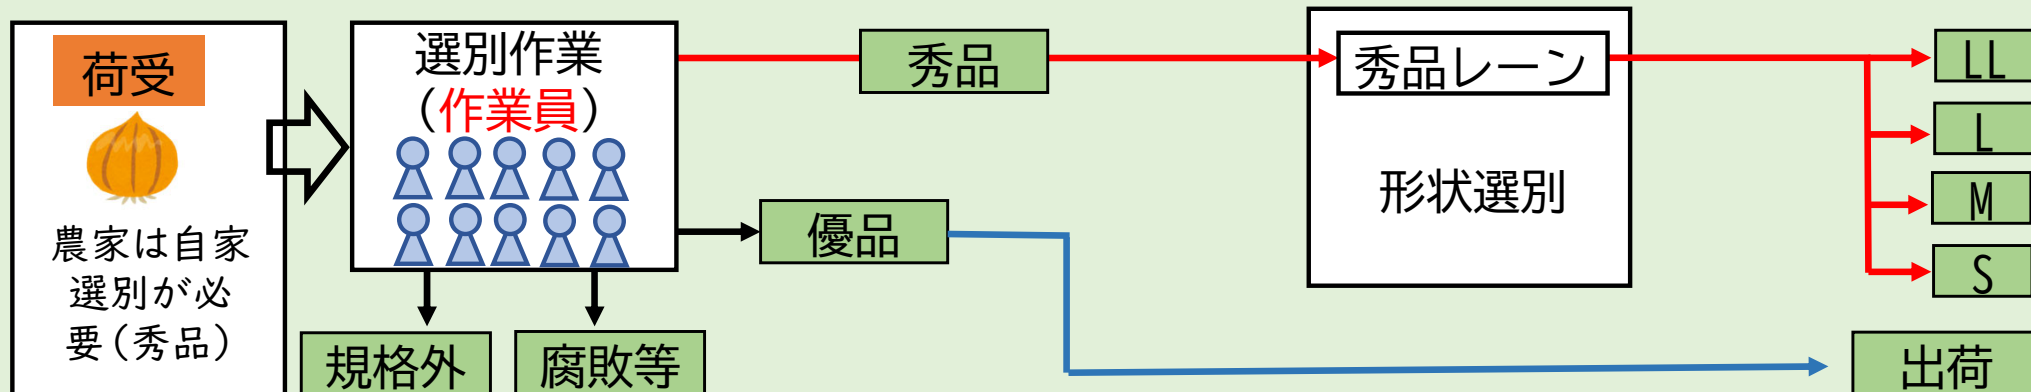 荷受
農家は自家
選別が必
要(秀品)
選別作業
(作業員)
規格外
腐敗等
秀品
優品
秀品レーン
形状選別
LL
L
M
S
出荷